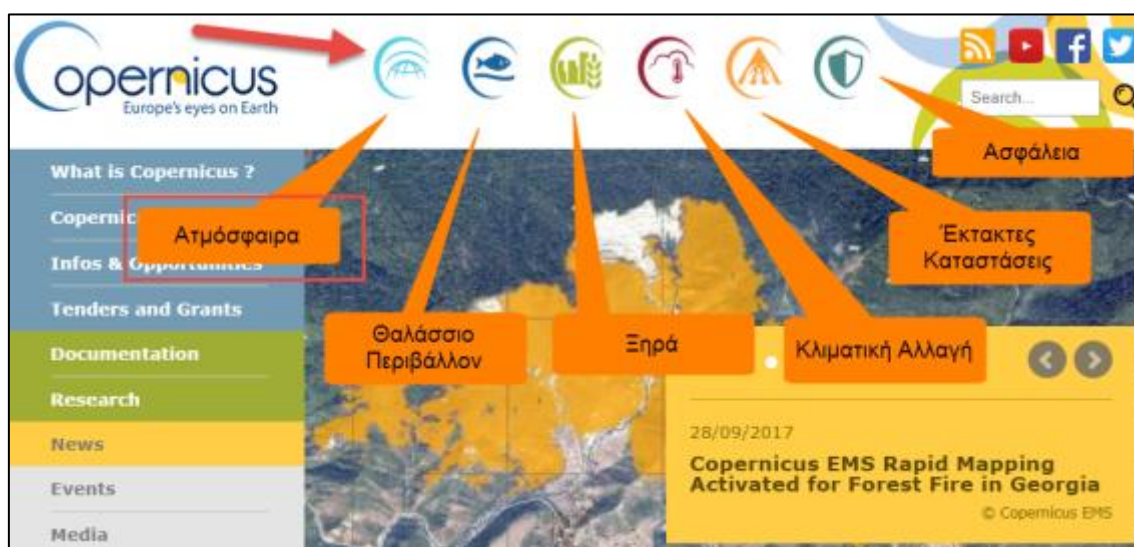 Copernicus
Europe's eyes on Earth
Search...
Ασφάλεια
What is Copernicus ?
Copernic
Ατμόσφαιρα
Έκτακτες
Καταστάσεις
Infos & Opportunities
Tenders and Grants
Θαλάσσιο
Περιβάλλον
Ξηρά
Κλιματική Αλλαγή
Documentation
Research
News
Events
Media
28/09/2017
Copernicus EMS Rapid Mapping
Activated for Forest Fire in Georgia
© Copernicus EMS